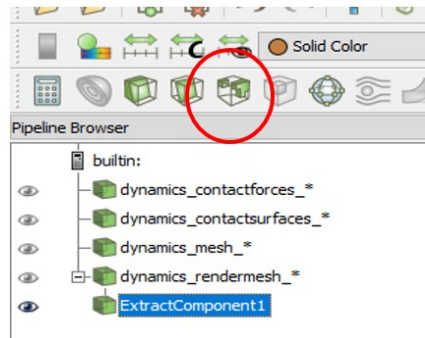 Solid Color
Pipeline Browser
builtin:
dynamics_contactforces_*
dynamics_contactsurfaces_*
dynamics_mesh_*
dynamics_rendermesh_*
ExtractComponent1